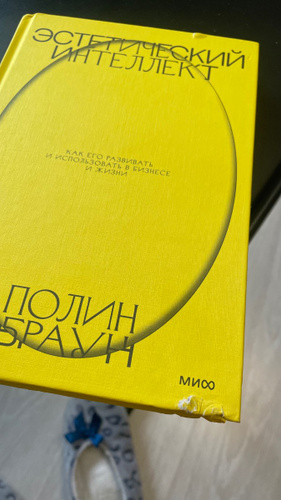 ЭСТЕТИЧЕСКИЙ
ИНТЕЛЛЕКТ
КАК ЕГО РАЗВИВАТЬ
И ИСПОЛЬЗОВАТЬ В БИЗНЕСЕ
И ЖИЗНИ
ПОЛИН
БРАУН
МИФ